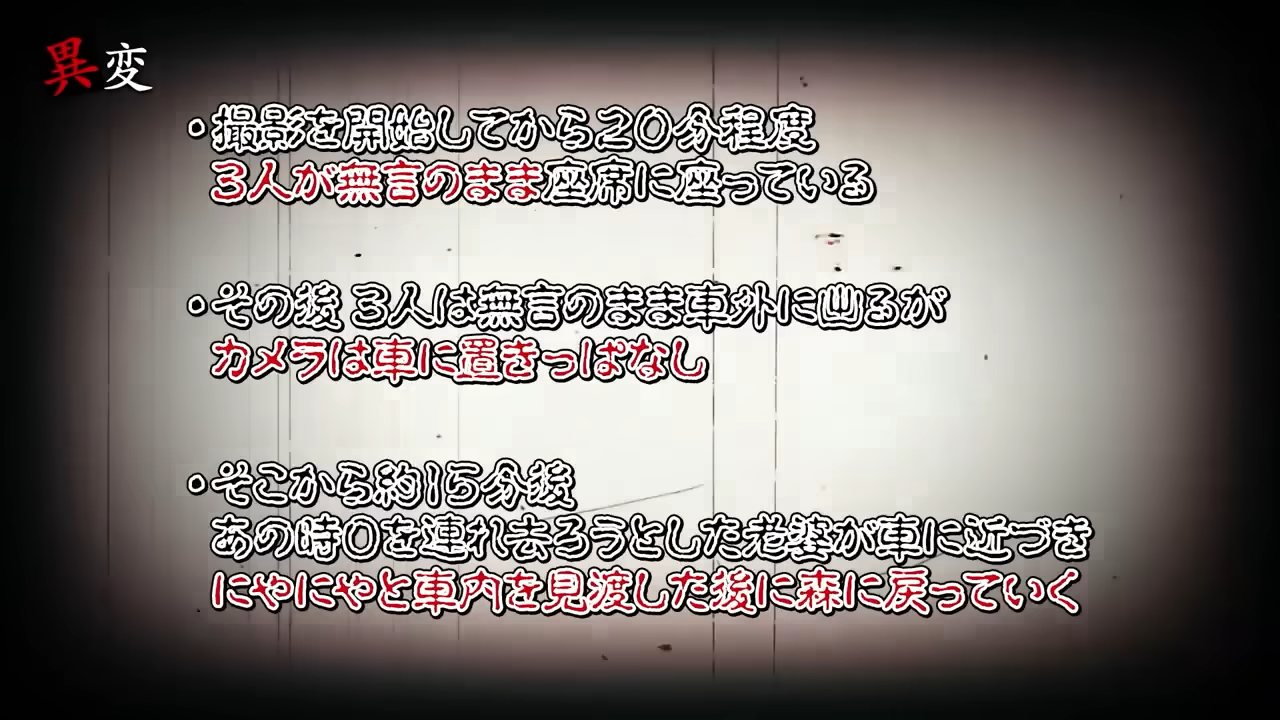 異変
・撮影を開始してから20分程度
3人が無言のまま座席に座っている
・その後 3人は無言のまま車外に出るが
カメラは車に置きっぱなし
・そこから約15分後
あの時Oを連れ去ろうとした老婆が車に近づき
にやにやと車内を見渡した後に森に戻っていく